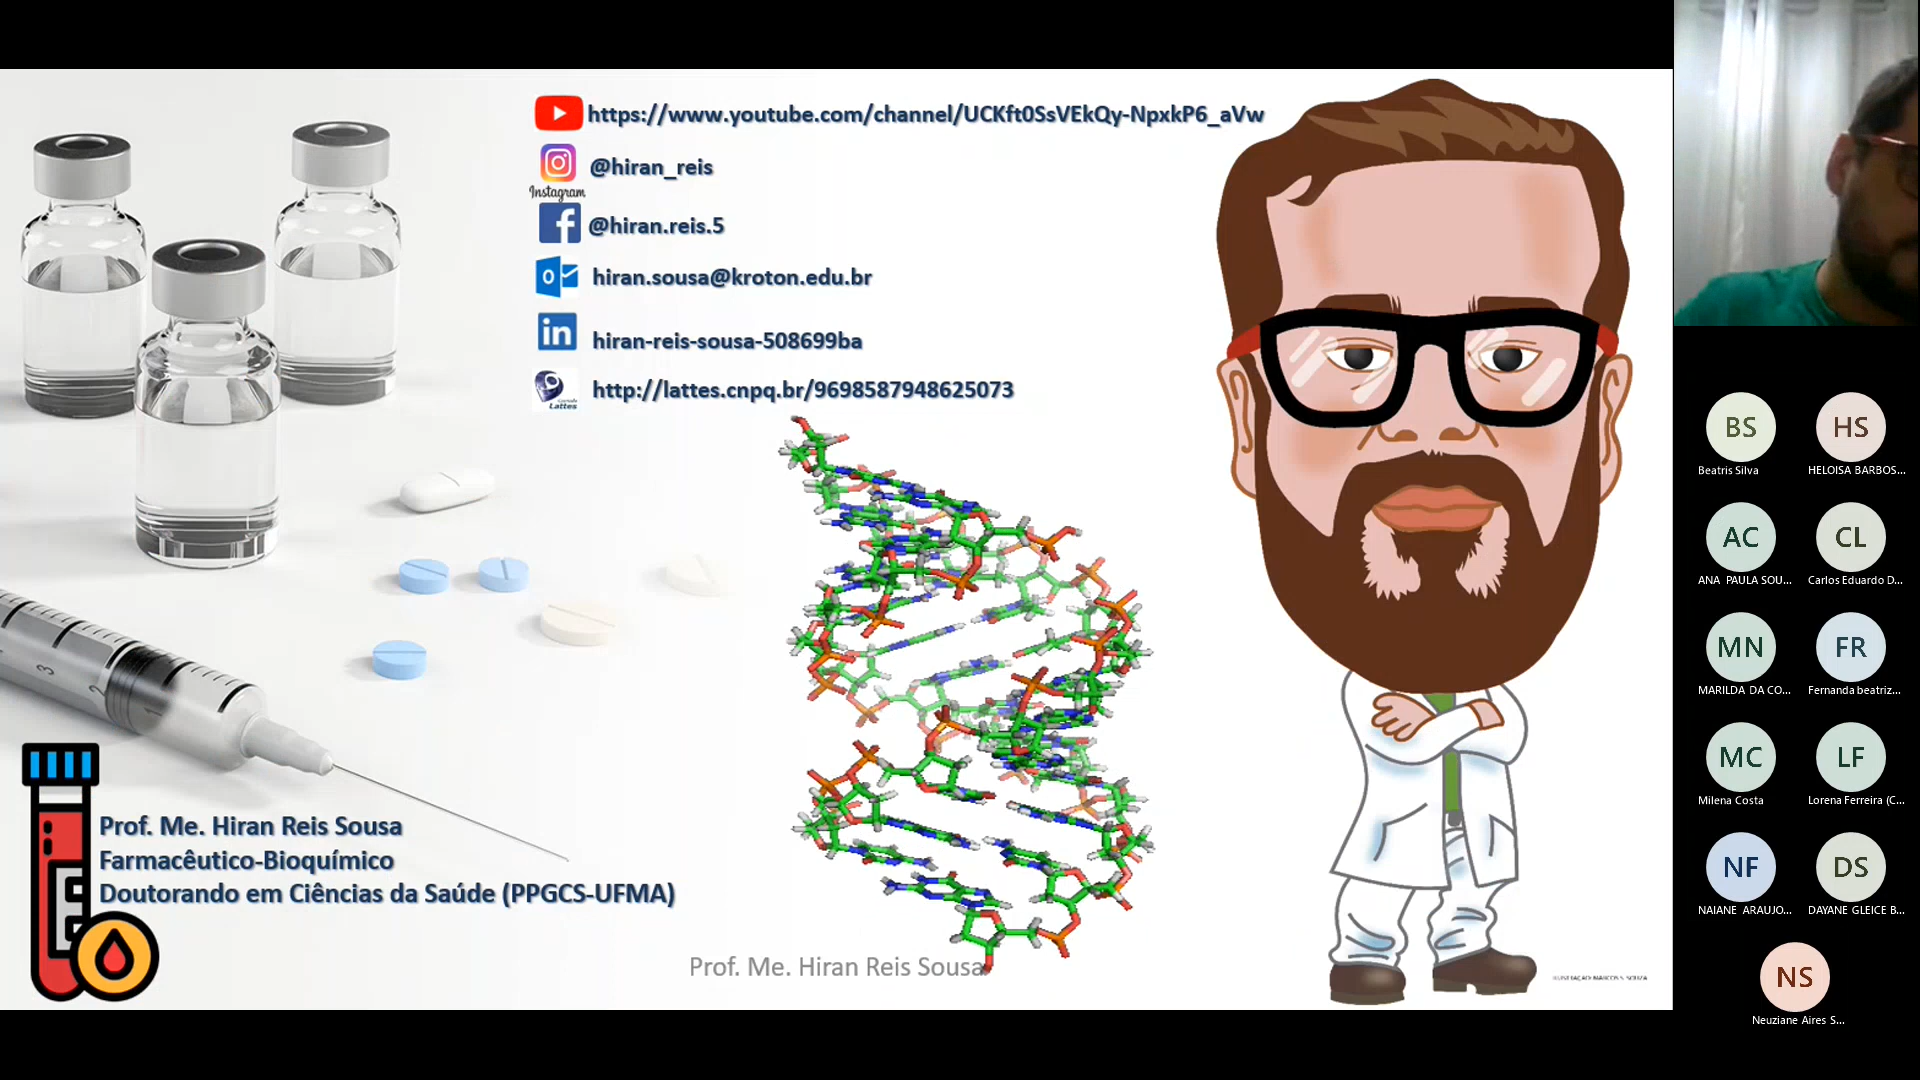 https://www.youtube.com/channel/UCKft0SsVEkQy-NpxkP6_aVw
@hiran_reis
Instagram
@hiran.reis.5
hiran.sousa@kroton.edu.br
in
hiran-reis-sousa-508699ba
Lattes
http://lattes.cnpq.br/9698587948625073
3
2
1
Prof. Me. Hiran Reis Sousa
Farmacêutico-Bioquímico
Doutorando em Ciências da Saúde (PPGCS-UFMA)
Prof. Me. Hiran Reis Sousa
BS
Beatris Silva
HS
HELOISA BARBOS...
AC
ANA PAULA SOU...
CL
Carlos Eduardo D...
MN
MARILDA DA CO...
FR
Fernanda beatriz...
MC
Milena Costa
LF
Lorena Ferreira (C...
NF
NAIANE ARAUJO...
DS
DAYANE GLEICE B...
NS
Neuziane Aires S...